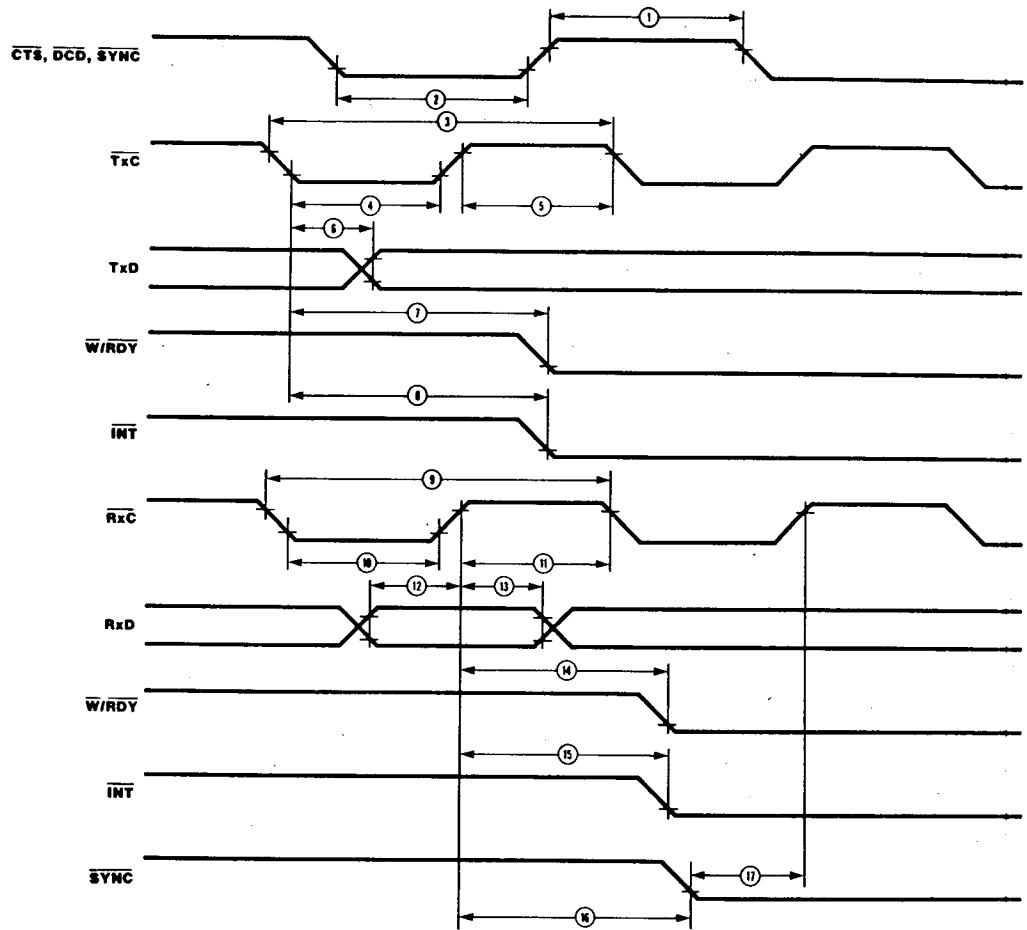 1
CTS, DCD, SYNC
2
3
TxC
4 5
6
TxD
7
W/RDY
8
INT
9
RxC
10 11
12 13
RxD
14
W/RDY
15
INT
SYNC 17
16